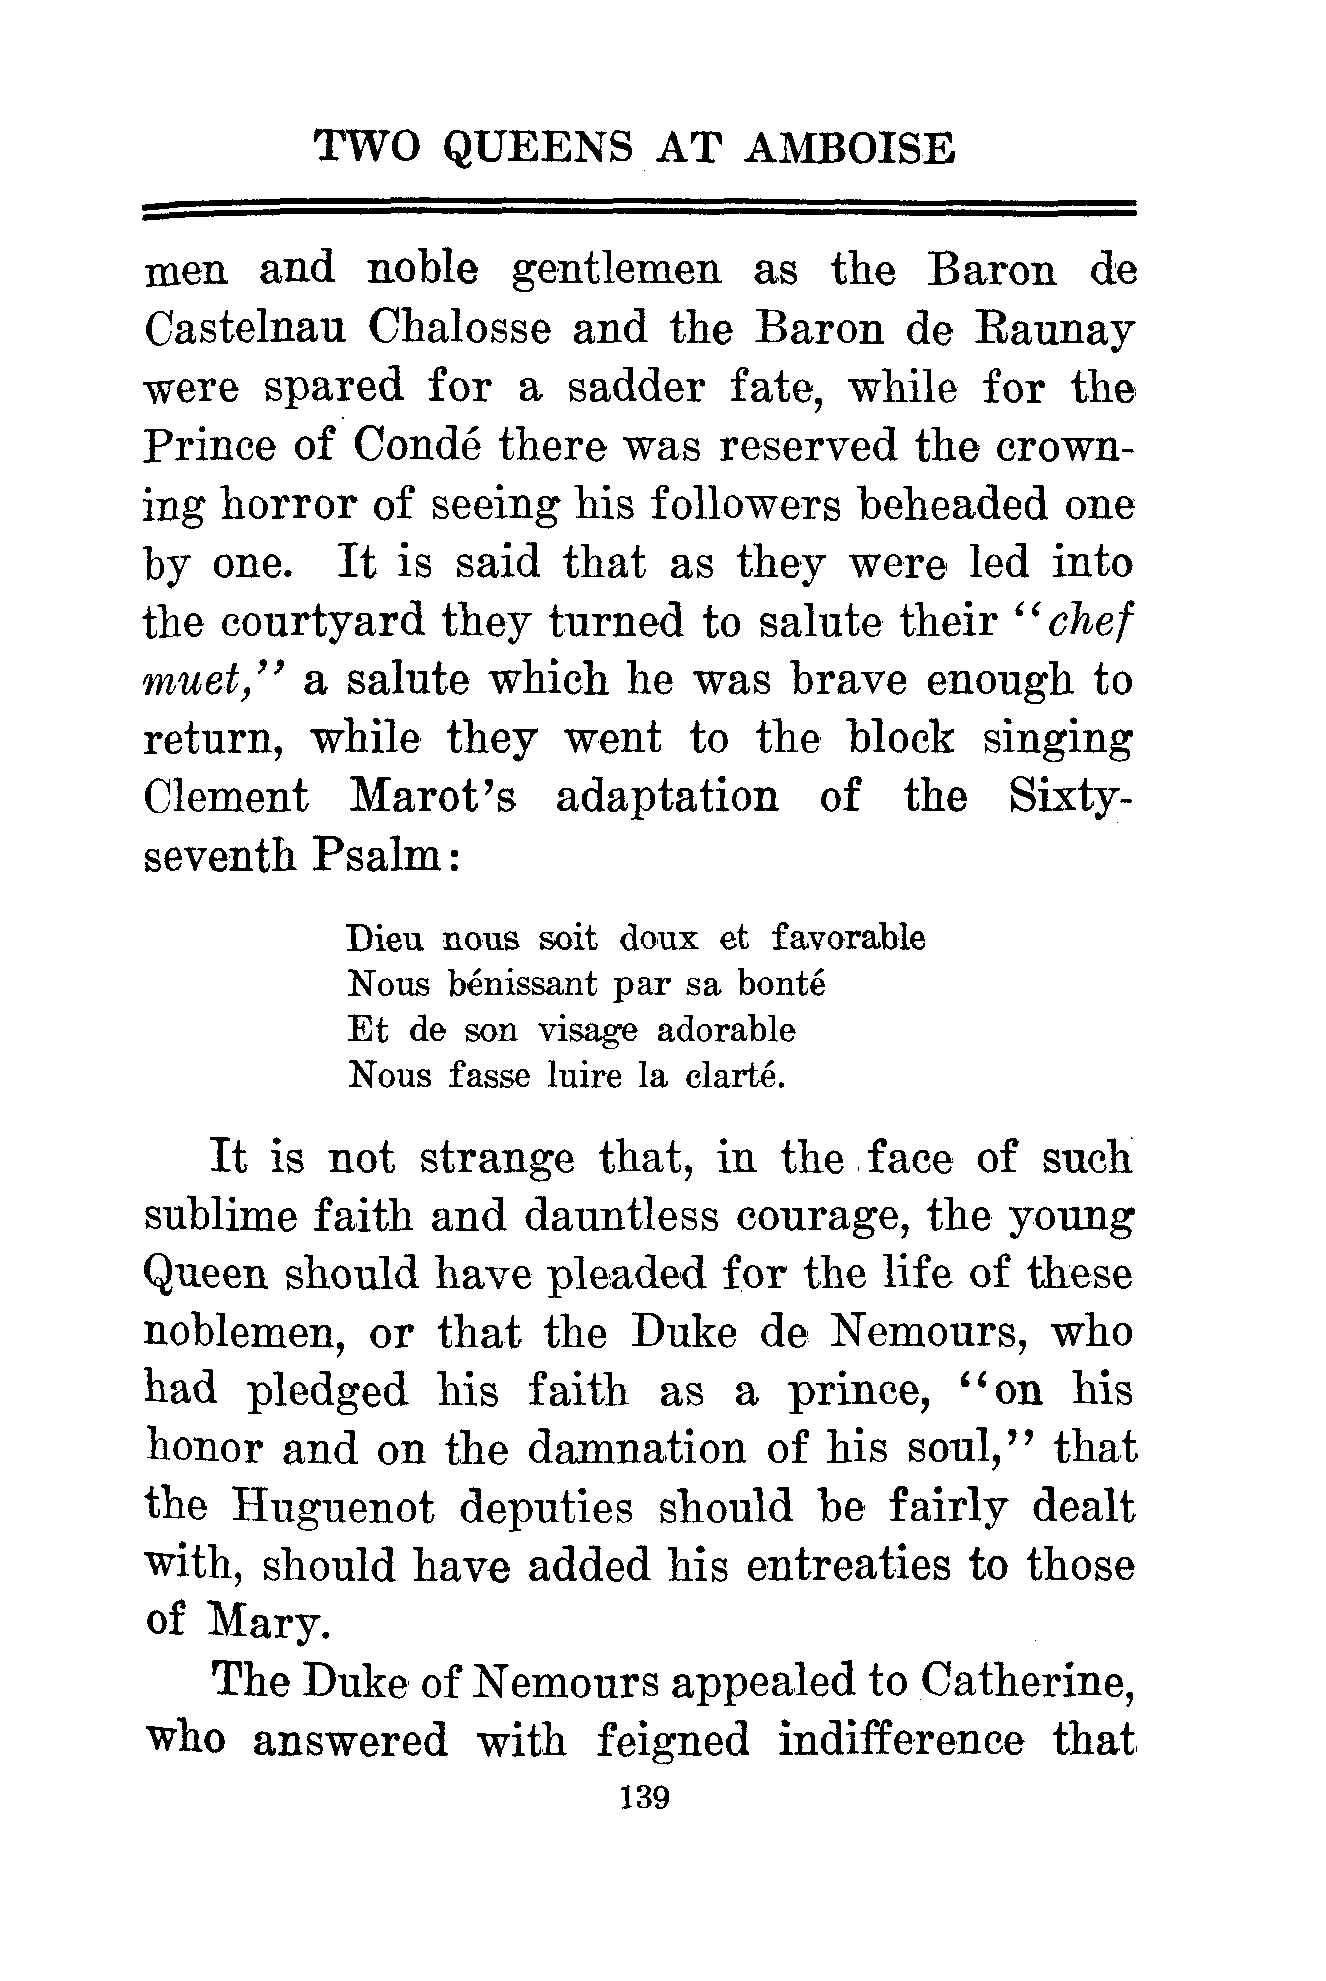 TWO QUEENS AT AMBOISE
men and noble gentlemen as the Baron de
Castelnau Chalosse and the Baron de Raunay
were spared for a sadder fate, while for the
Prince of Condé there was reserved the crown-
ing horror of seeing his followers beheaded one
by one. It is said that as they were led into
the courtyard they turned to salute their "chef
muet," a salute which he was brave enough to
return, while they went to the block singing
Clement Marot's adaptation of the Sixty-
seventh Psalm:
Dieu nous soit doux et favorable
Nous bénissant par sa bonté
Et de son visage adorable
Nous fasse luire la clarté.
It is not strange that, in the face of such
sublime faith and dauntless courage, the young
Queen should have pleaded for the life of these
noblemen, or that the Duke de Nemours, who
had pledged his faith as a prince, "on his
honor and on the damnation of his soul," that
the Huguenot deputies should be fairly dealt
with, should have added his entreaties to those
of Mary.
The Duke of Nemours appealed to Catherine,
who answered with feigned indifference that
139